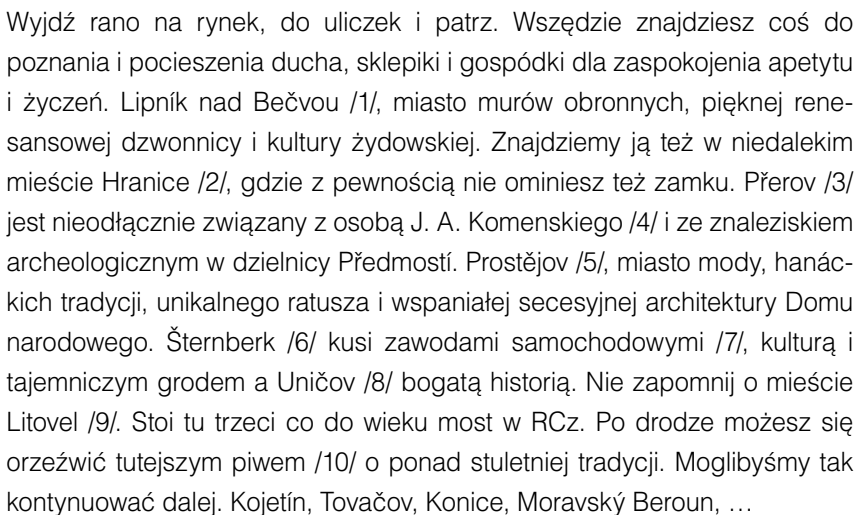 Wyjdź rano na rynek, do uliczek i patrz. Wszędzie znajdziesz coś do
poznania i pocieszenia ducha, sklepiki i gospódki dla zaspokojenia apetytu
i życzeń. Lipník nad Bečvou /1/, miasto murów obronnych, pięknej rene-
sansowej dzwonnicy i kultury żydowskiej. Znajdziemy ją też w niedalekim
mieście Hranice /2/, gdzie z pewnością nie ominiesz też zamku. Přerov /3/
jest nieodłącznie związany z osobą J. A. Komenskiego /4/ i ze znaleziskiem
archeologicznym w dzielnicy Předmostí. Prostějov /5/, miasto mody, hanác-
kich tradycji, unikalnego ratusza i wspaniałej secesyjnej architektury Domu
narodowego. Šternberk /6/ kusi zawodami samochodowymi /7/, kulturą i
tajemniczym grodem a Uničov /8/ bogatą historią. Nie zapomnij o mieście
Litovel /9/. Stoi tu trzeci co do wieku most w RCz. Po drodze możesz się
orzeźwić tutejszym piwem /10/ o ponad stuletniej tradycji. Moglibyśmy tak
kontynuować dalej. Kojetín, Tovačov, Konice, Moravský Beroun, …